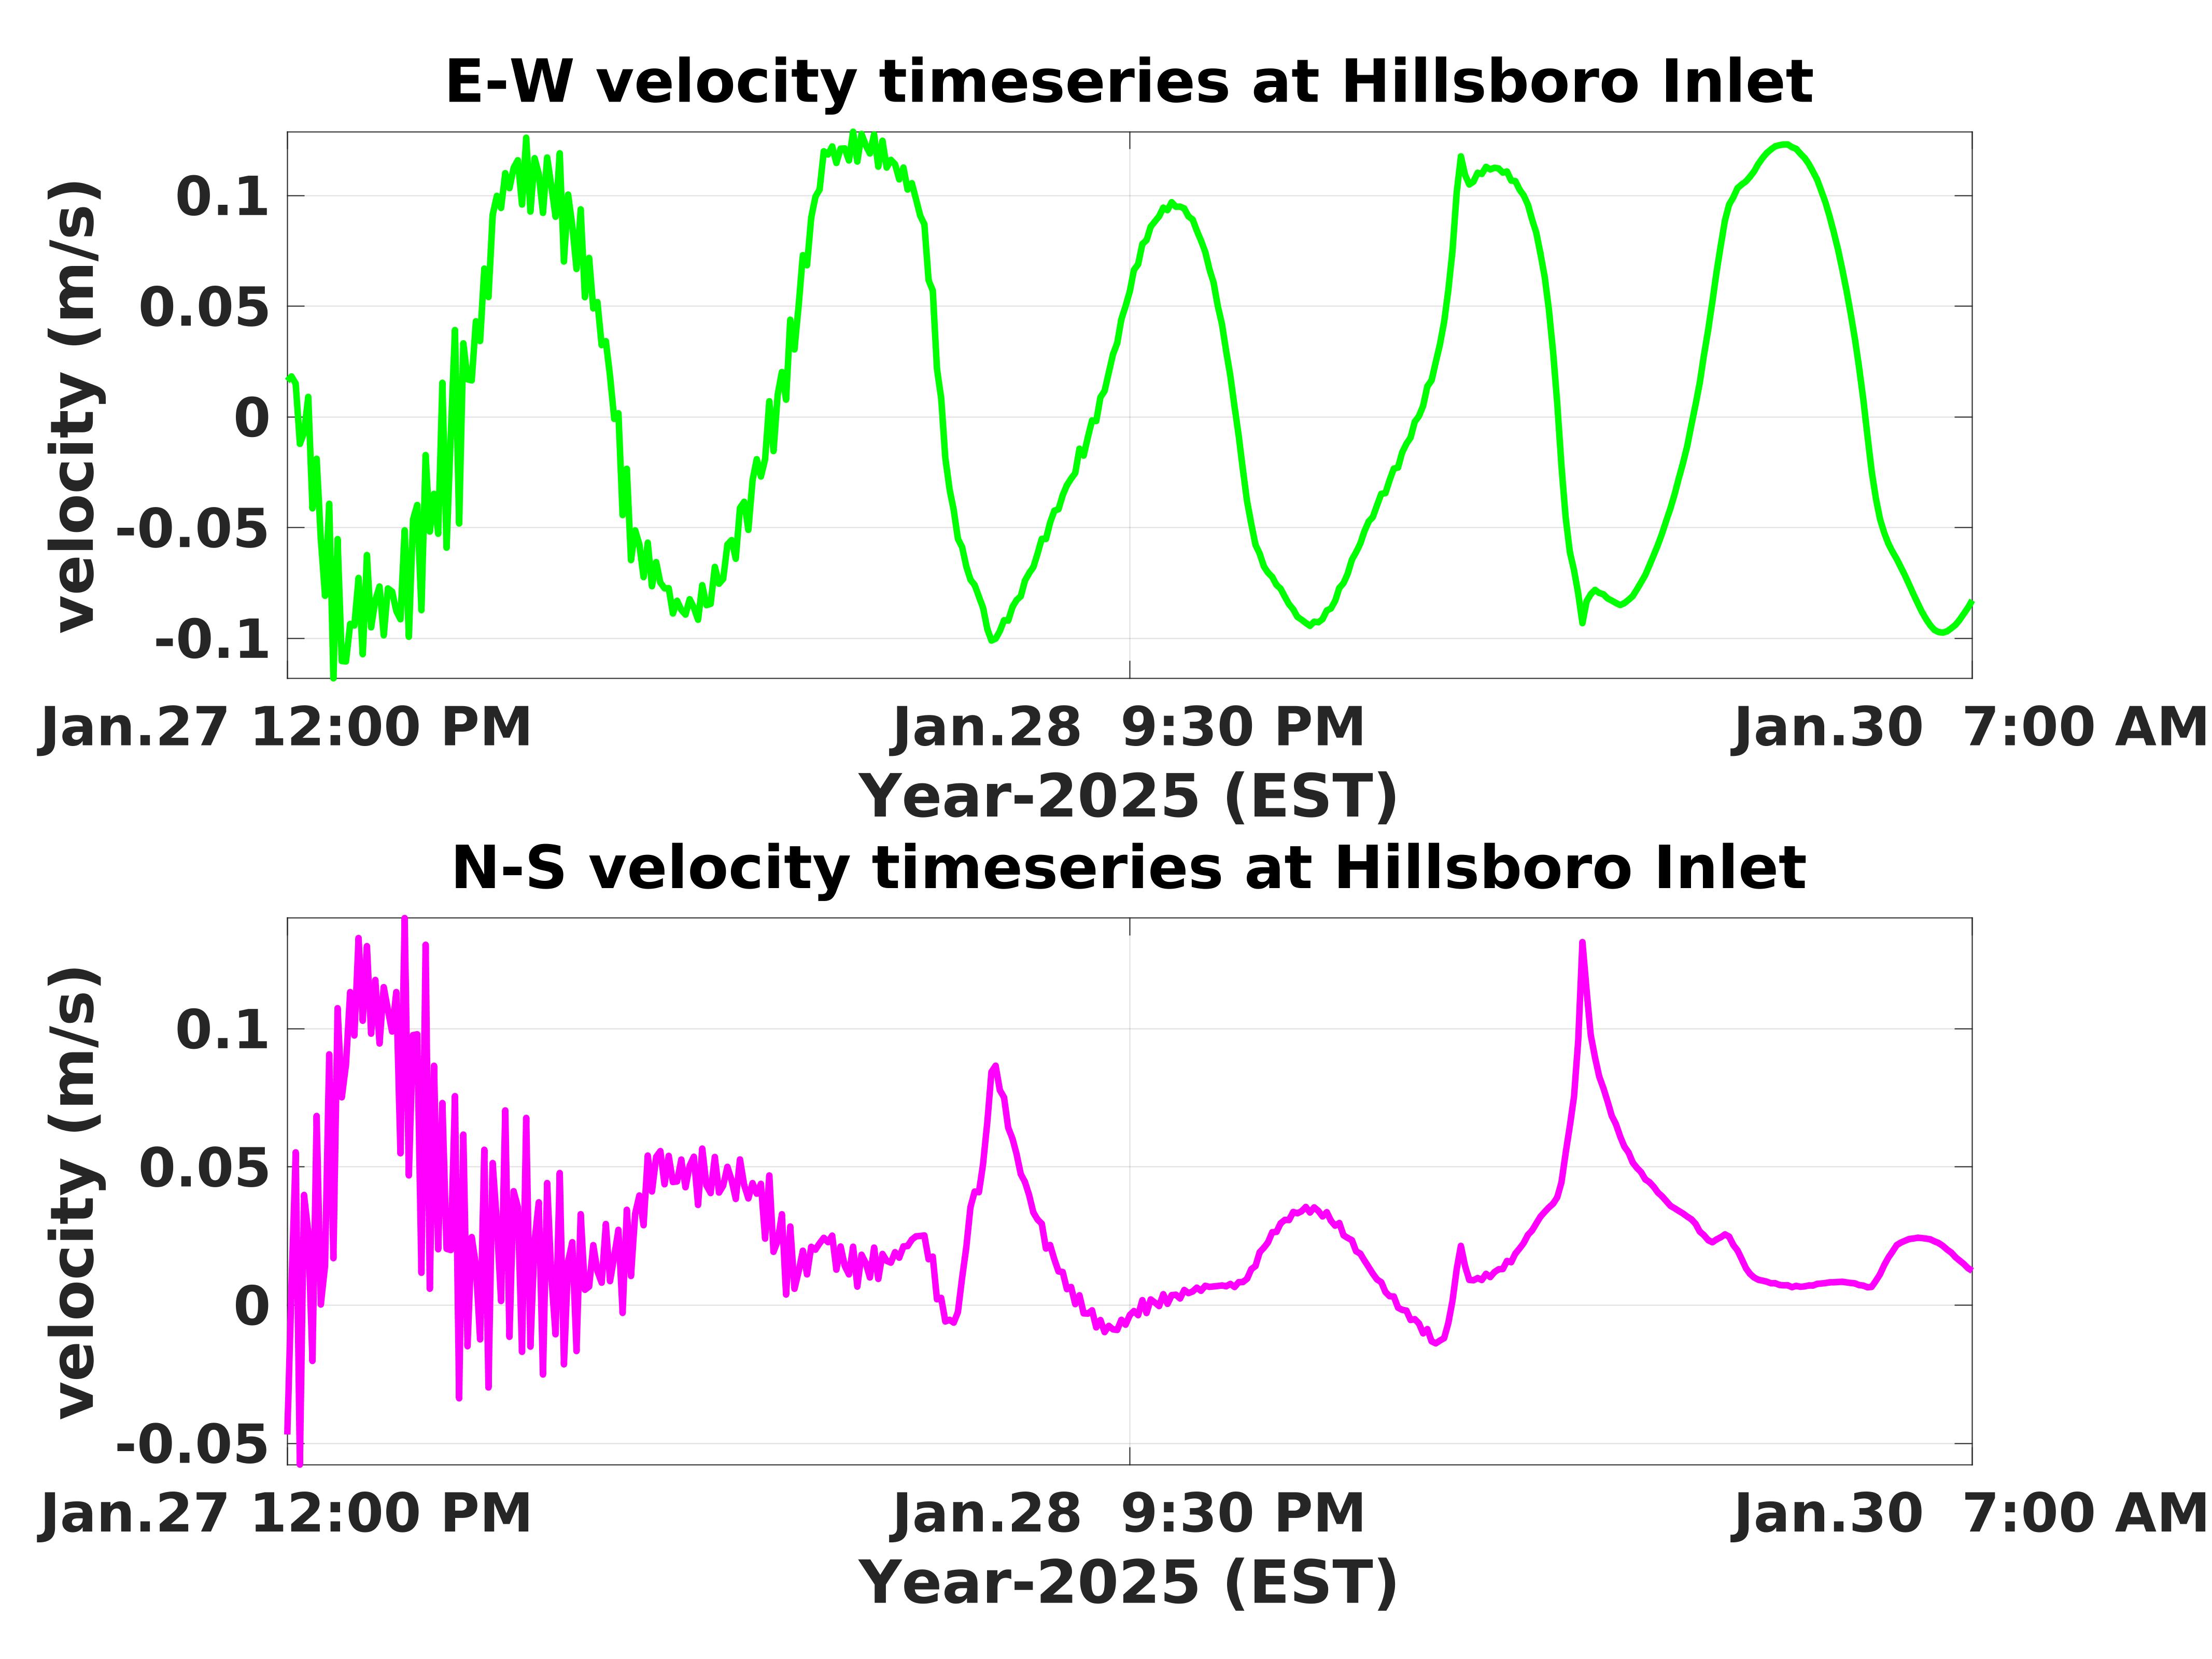 E-W velocity timeseries at Hillsboro Inlet
velocity (m/s)
0.1
0.05
0
-0.05
-0.1
Jan.27 12:00 PM Jan.28 9:30 PM Jan.30 7:00 AM
Year-2025 (EST)
N-S velocity timeseries at Hillsboro Inlet
velocity (m/s)
0.1
0.05
0
-0.05
Jan.27 12:00 PM Jan.28 9:30 PM Jan.30 7:00 AM
Year-2025 (EST)